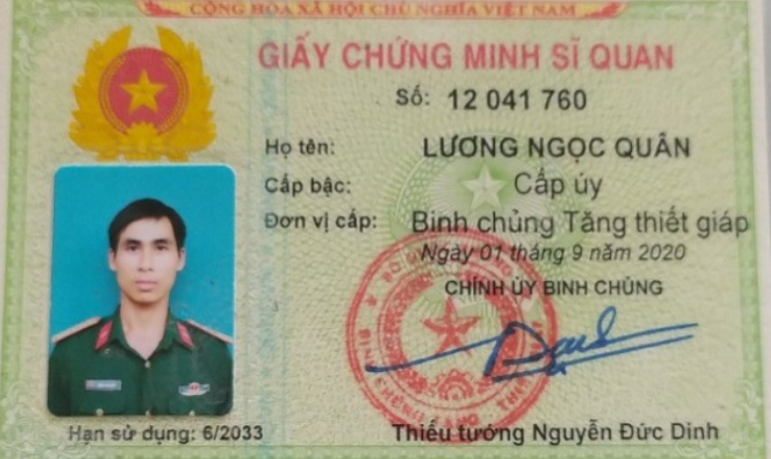 CỘNG HÒA XÃ HỘI CHỦ NGHĨA VIỆT NAM
GIẤY CHỨNG MINH SĨ QUAN
Số: 12 041 760
Họ tên: LƯƠNG NGỌC QUÂN
Cấp bậc: Cấp úy
Đơn vị cấp: Binh chủng Tăng thiết giáp
Ngày 01 tháng 9 năm 2020
CHÍNH ỦY BINH CHỦNG
Hạn sử dụng: 6/2033
Thiếu tướng Nguyễn Đức Dinh